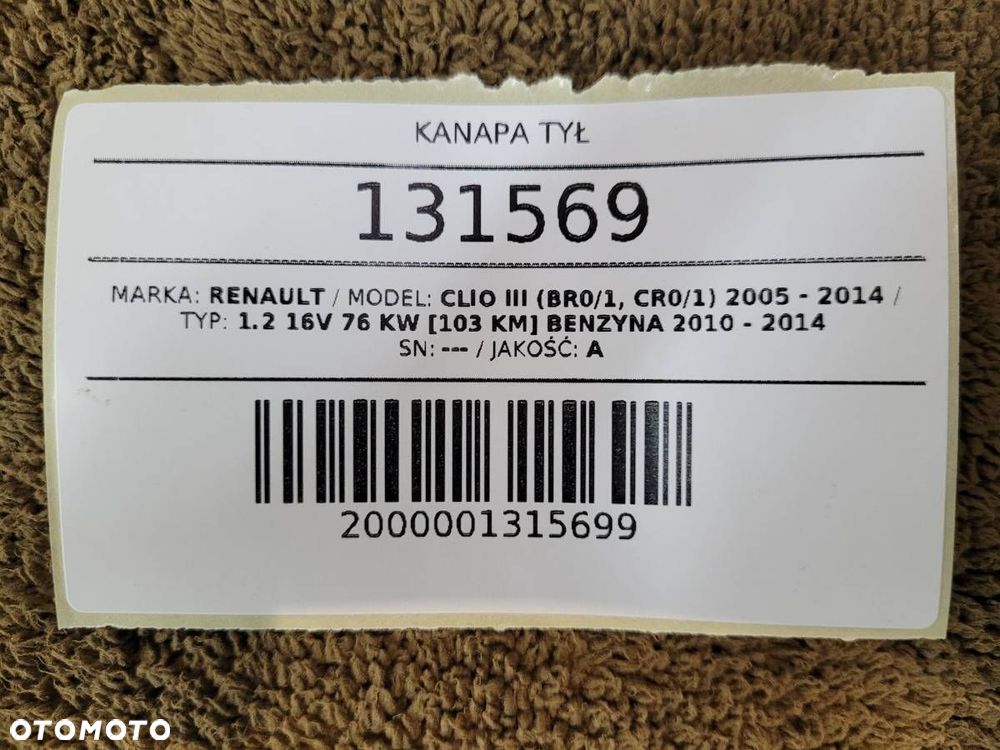 KANAPA TYŁ
131569
MARKA: RENAULT / MODEL: CLIO III (BR0/1, CR0/1) 2005 - 2014 /
TYP: 1.2 16V 76 KW [103 KM] BENZYNA 2010 - 2014
SN: --- / JAKOŚĆ: A
2000001315699
OTOMOTO